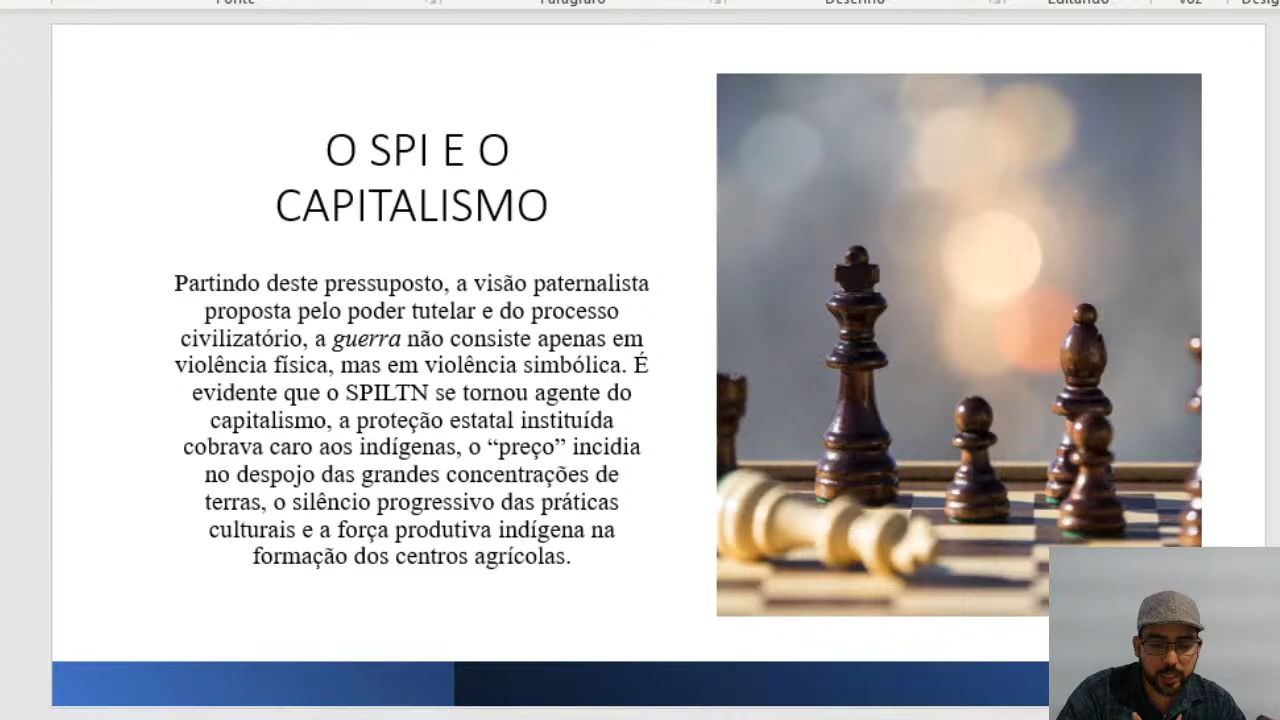 Fonte
Parágrafo
Desenho
Editando
Voz
O SPI E O
CAPITALISMO
Partindo deste pressuposto, a visão paternalista
proposta pelo poder tutelar e do processo
civilizatório, a guerra não consiste apenas em
violência física, mas em violência simbólica. É
evidente que o SPILTN se tornou agente do
capitalismo, a proteção estatal instituída
cobrava caro aos indígenas, o “preço” incidia
no despojo das grandes concentrações de
terras, o silêncio progressivo das práticas
culturais e a força produtiva indígena na
formação dos centros agrícolas.